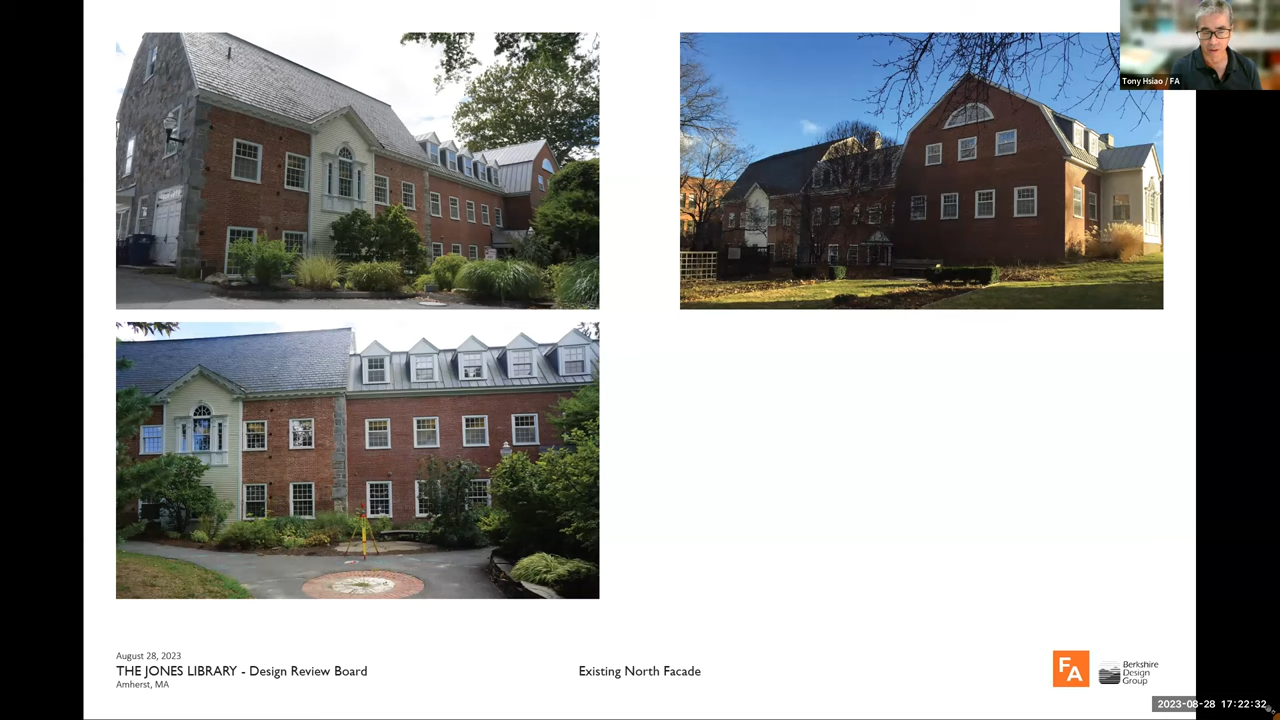 Tony Hsiao / FA
August 28, 2023
THE JONES LIBRARY - Design Review Board
Amherst, MA
Existing North Facade
FA
Berkshire
Design
Group
2023-08-28 17:22:32